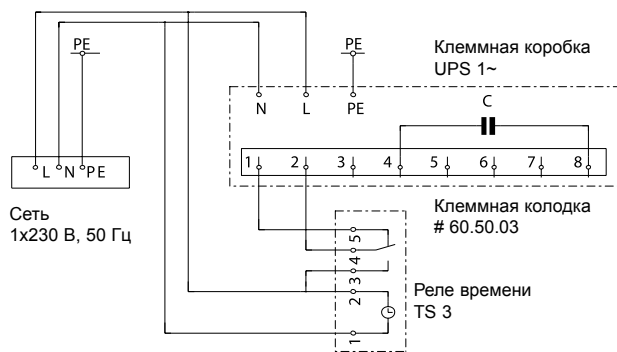 PE
PE
Клеммная коробка
UPS 1~
N L PE
C
1 2 3 4 5 6 7 8
L N PE
Сеть
1x230 В, 50 Гц
Клеммная колодка
# 60.50.03
5
4
3
2
1
Реле времени
TS 3